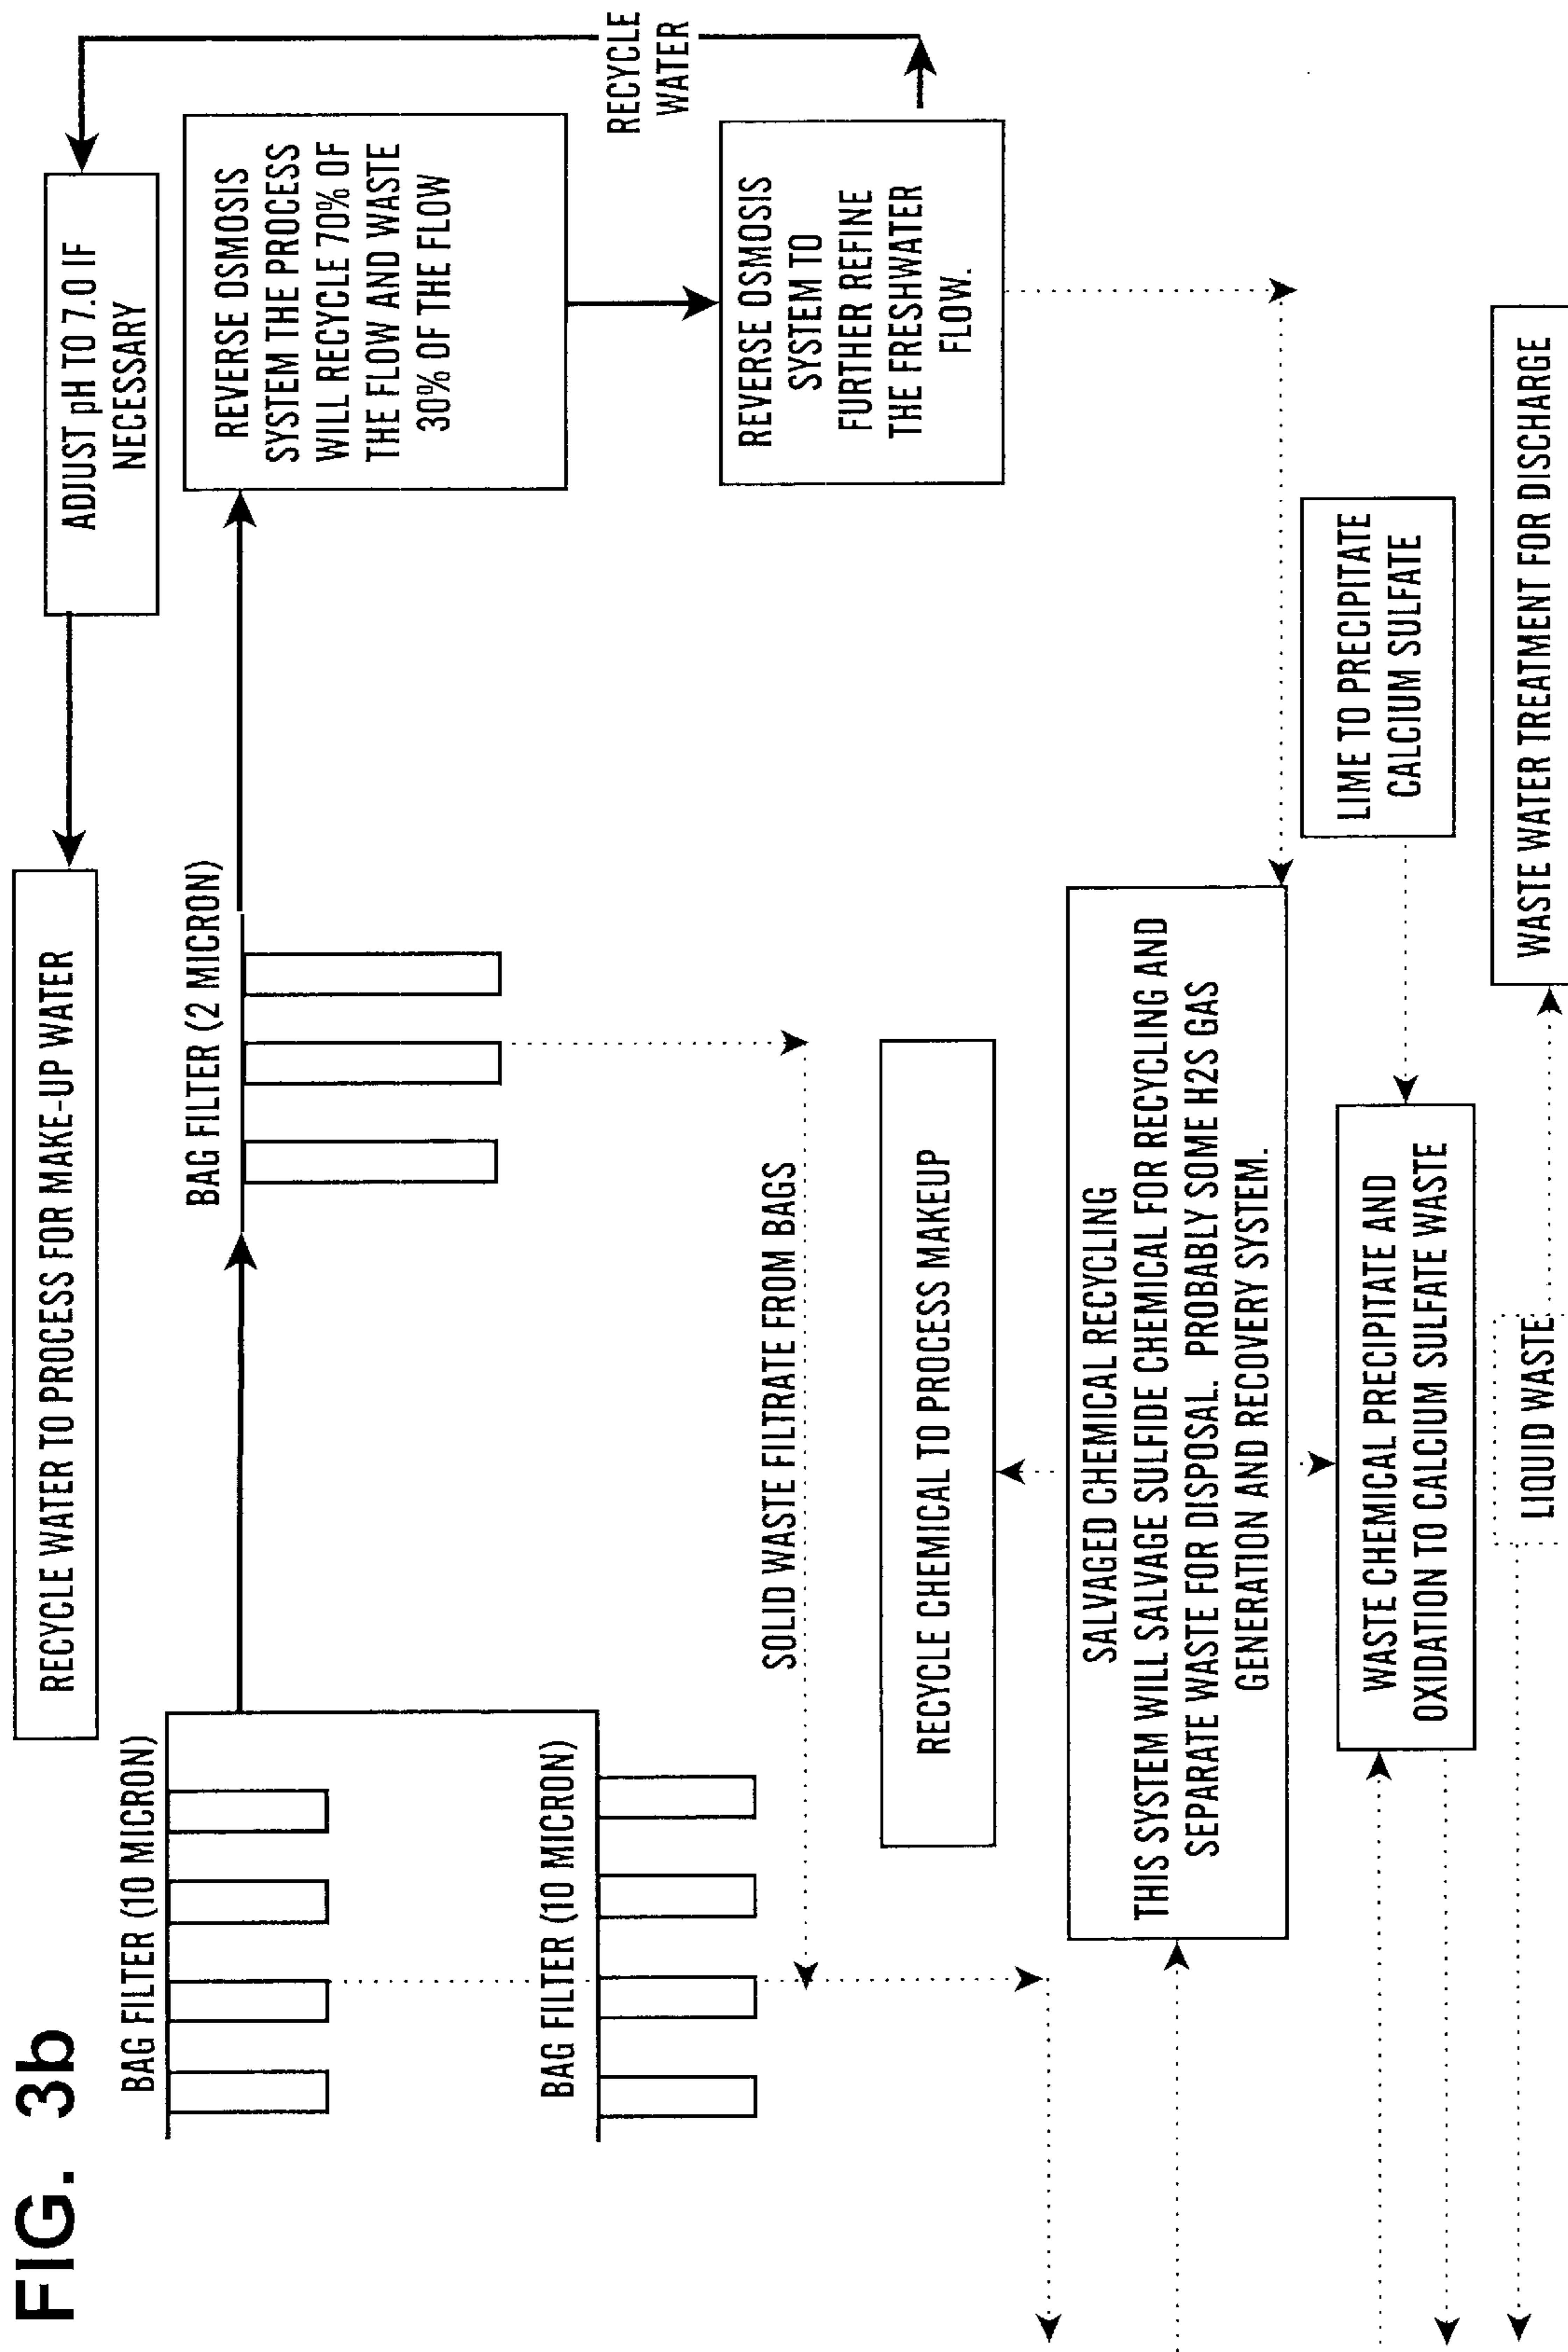 FIG. 3b
RECYCLE WATER TO PROCESS FOR MAKE-UP WATER
ADJUST pH TO 7.0 IF
NECESSARY
BAG FILTER (10 MICRON)
BAG FILTER (2 MICRON)
REVERSE OSMOSIS
SYSTEM THE PROCESS
WILL RECYCLE 70% OF
THE FLOW AND WASTE
30% OF THE FLOW
BAG FILTER (10 MICRON)
RECYCLE
WATER
SOLID WASTE FILTRATE FROM BAGS
REVERSE OSMOSIS
SYSTEM TO
FURTHER REFINE
THE FRESHWATER
FLOW.
RECYCLE CHEMICAL TO PROCESS MAKEUP
SALVAGED CHEMICAL RECYCLING
THIS SYSTEM WILL SALVAGE SULFIDE CHEMICAL FOR RECYCLING AND
SEPARATE WASTE FOR DISPOSAL. PROBABLY SOME H2S GAS
GENERATION AND RECOVERY SYSTEM.
LIME TO PRECIPITATE
CALCIUM SULFATE
WASTE CHEMICAL PRECIPITATE AND
OXIDATION TO CALCIUM SULFATE WASTE
LIQUID WASTE
WASTE WATER TREATMENT FOR DISCHARGE